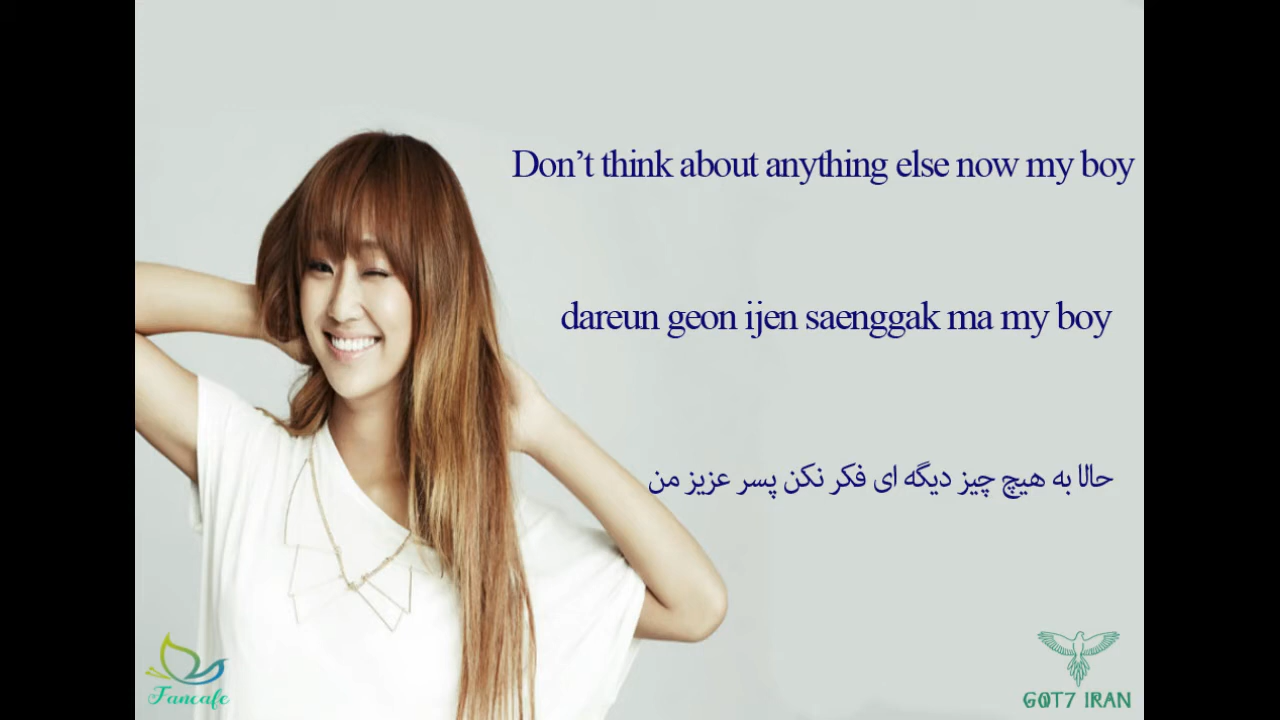 Don't think about anything else now my boy
dareun geon ijen saenggak ma my boy
حالا به هیچ چیز دیگه ای فکر نکن پسر عزیز من
Fancafe
GOT7 IRAN